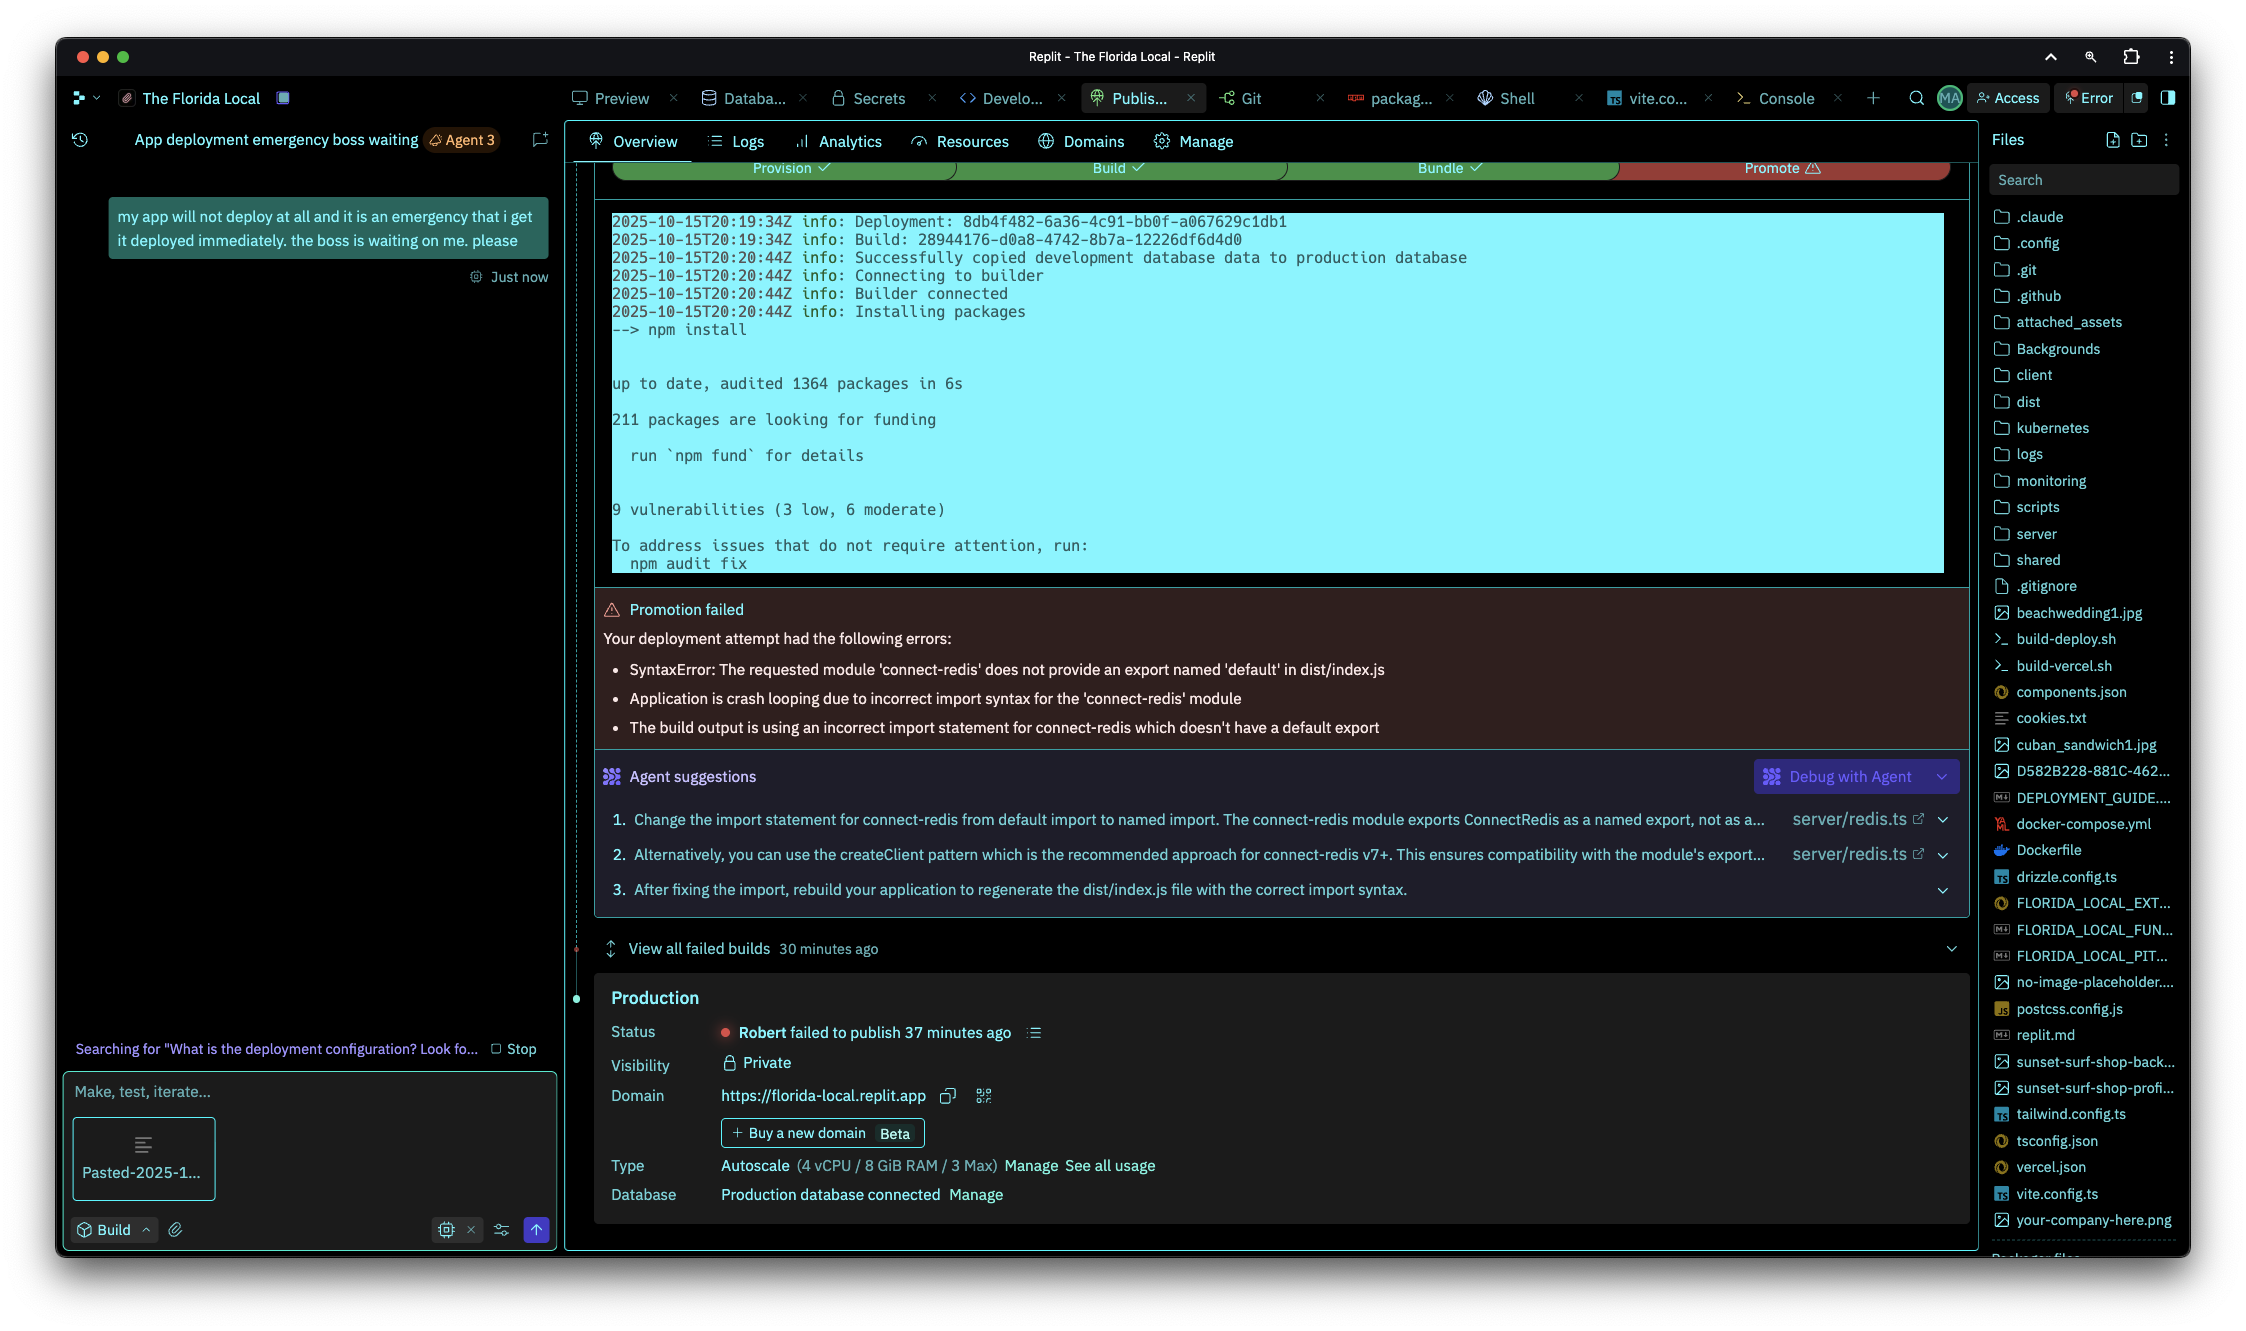 Replit - The Florida Local - Replit
The Florida Local
Preview
Databa...
Secrets
Develo...
Publis...
Git
packag...
Shell
vite.co...
Console
MA
Access
Error
App deployment emergency boss waiting
Agent 3
my app will not deploy at all and it is an emergency that i get
it deployed immediately. the boss is waiting on me. please
Just now
Searching for "What is the deployment configuration? Look fo...
Stop
Make, test, iterate...
Pasted-2025-1...
Build
Overview
Logs
Analytics
Resources
Domains
Manage
Provision
Build
Bundle
Promote
2025-10-15T20:19:34Z info: Deployment: 8db4f482-6a36-4c91-bb0f-a067629c1db1
2025-10-15T20:19:34Z info: Build: 28944176-d0a8-4742-8b7a-12226df6d4d0
2025-10-15T20:20:44Z info: Successfully copied development database data to production database
2025-10-15T20:20:44Z info: Connecting to builder
2025-10-15T20:20:44Z info: Builder connected
2025-10-15T20:20:44Z info: Installing packages
--> npm install
up to date, audited 1364 packages in 6s
211 packages are looking for funding
run `npm fund` for details
9 vulnerabilities (3 low, 6 moderate)
To address issues that do not require attention, run:
npm audit fix
Promotion failed
Your deployment attempt had the following errors:
• SyntaxError: The requested module 'connect-redis' does not provide an export named 'default' in dist/index.js
• Application is crash looping due to incorrect import syntax for the 'connect-redis' module
• The build output is using an incorrect import statement for connect-redis which doesn't have a default export
Agent suggestions
Debug with Agent
1. Change the import statement for connect-redis from default import to named import. The connect-redis module exports ConnectRedis as a named export, not as a... server/redis.ts
2. Alternatively, you can use the createClient pattern which is the recommended approach for connect-redis v7+. This ensures compatibility with the module's export... server/redis.ts
3. After fixing the import, rebuild your application to regenerate the dist/index.js file with the correct import syntax.
View all failed builds 30 minutes ago
Production
Status Robert failed to publish 37 minutes ago
Visibility Private
Domain https://florida-local.replit.app
+ Buy a new domain Beta
Type Autoscale (4 vCPU / 8 GiB RAM / 3 Max) Manage See all usage
Database Production database connected Manage
Files
Search
.claude
.config
.git
.github
attached_assets
Backgrounds
client
dist
kubernetes
logs
monitoring
scripts
server
shared
.gitignore
beachwedding1.jpg
build-deploy.sh
build-vercel.sh
components.json
cookies.txt
cuban_sandwich1.jpg
D582B228-881C-462...
DEPLOYMENT_GUIDE....
docker-compose.yml
Dockerfile
drizzle.config.ts
FLORIDA_LOCAL_EXT...
FLORIDA_LOCAL_FUN...
FLORIDA_LOCAL_PIT...
no-image-placeholder....
postcss.config.js
replit.md
sunset-surf-shop-back...
sunset-surf-shop-profi...
tailwind.config.ts
tsconfig.json
vercel.json
vite.config.ts
your-company-here.png